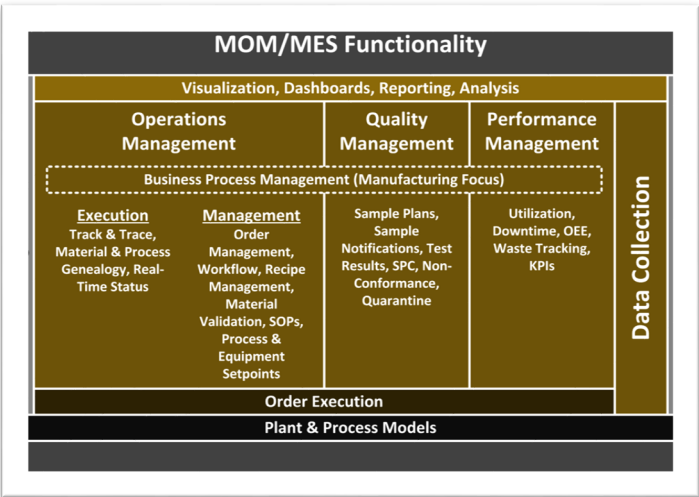 MOM/MES Functionality
Visualization, Dashboards, Reporting, Analysis
Operations
Management
Quality
Management
Performance
Management
Business Process Management (Manufacturing Focus)
Execution
Track & Trace,
Material & Process
Genealogy, Real-
Time Status
Management
Order
Management,
Workflow, Recipe
Management,
Material
Validation, SOPs,
Process &
Equipment
Setpoints
Sample Plans,
Sample
Notifications, Test
Results, SPC, Non-
Conformance,
Quarantine
Utilization,
Downtime, OEE,
Waste Tracking,
KPIs
Data Collection
Order Execution
Plant & Process Models